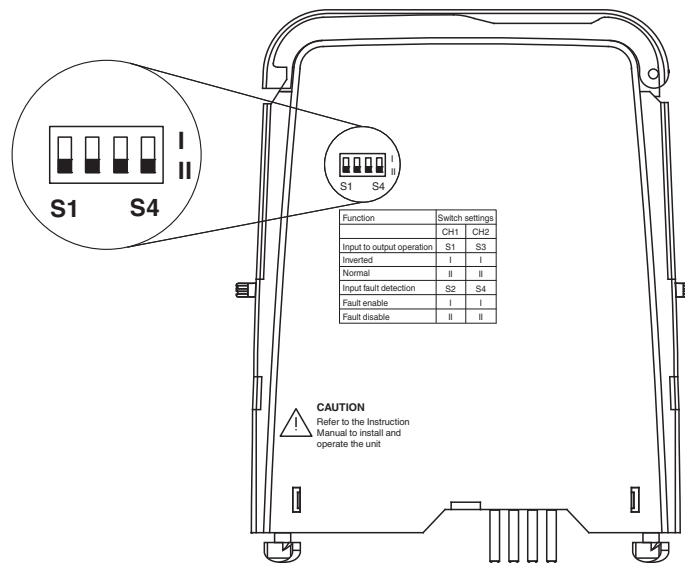 I
II
S1 S4
I
II
S1 S4
Function Switch settings
CH1 CH2
Input to output operation S1 S3
Inverted I I
Normal II II
Input fault detection S2 S4
Fault enable I I
Fault disable II II
CAUTION
Refer to the Instruction
Manual to install and
operate the unit
!